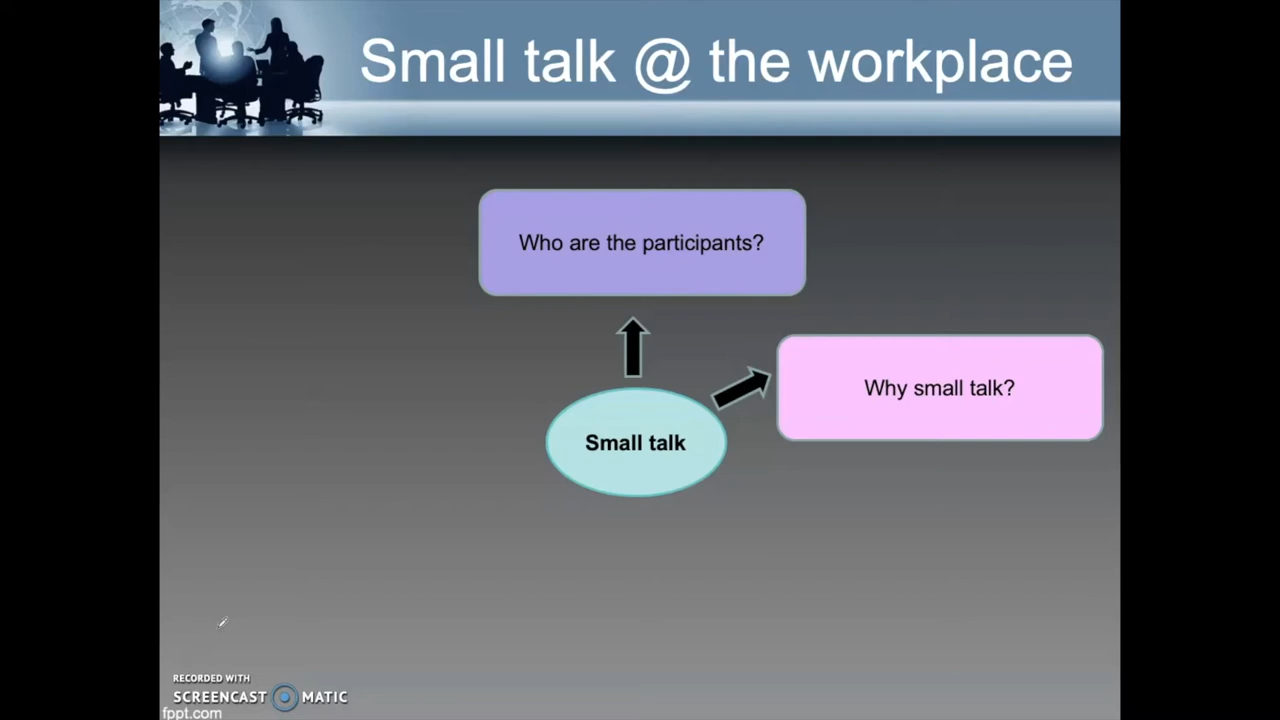 Small talk @ the workplace
Who are the participants?
Why small talk?
Small talk
RECORDED WITH
SCREENCAST MATIC
fppt.com